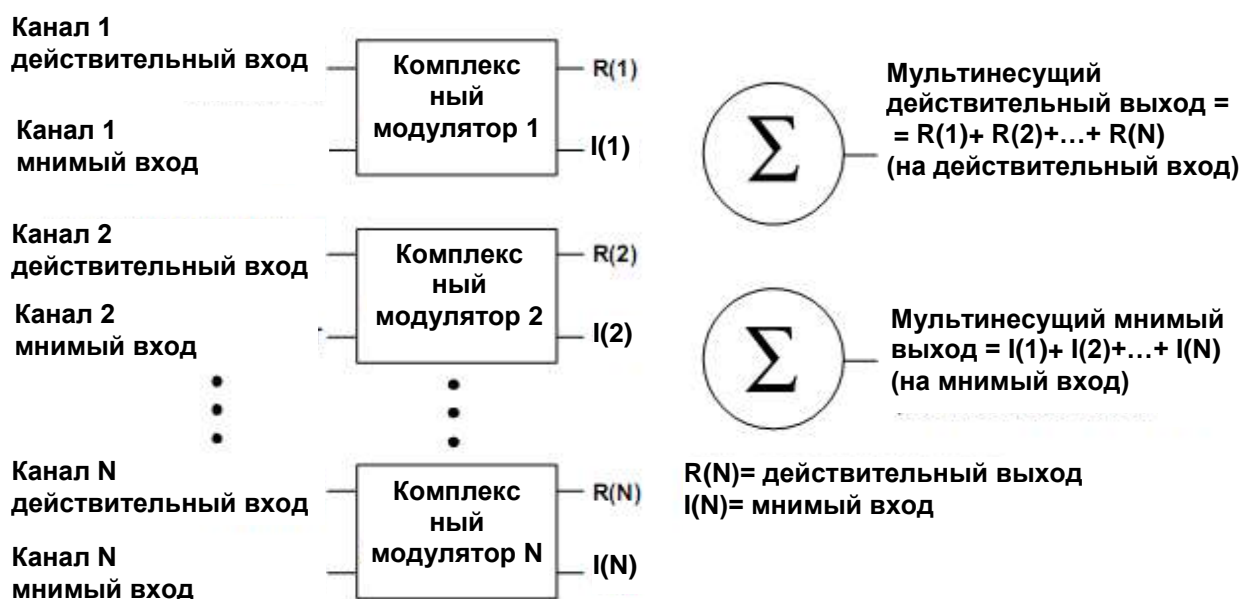 Канал 1
действительный вход
Канал 1
мнимый вход
Комплекс
ный
модулятор 1
R(1)
I(1)
Канал 2
действительный вход
Канал 2
мнимый вход
Комплекс
ный
модулятор 2
R(2)
I(2)
Канал N
действительный вход
Канал N
мнимый вход
Комплекс
ный
модулятор N
R(N)
I(N)
Σ
Мультинесущий
действительный выход =
= R(1)+ R(2)+...+ R(N)
(на действительный вход)
Σ
Мультинесущий мнимый
выход = I(1)+ I(2)+...+ I(N)
(на мнимый вход)
R(N)= действительный выход
I(N)= мнимый вход